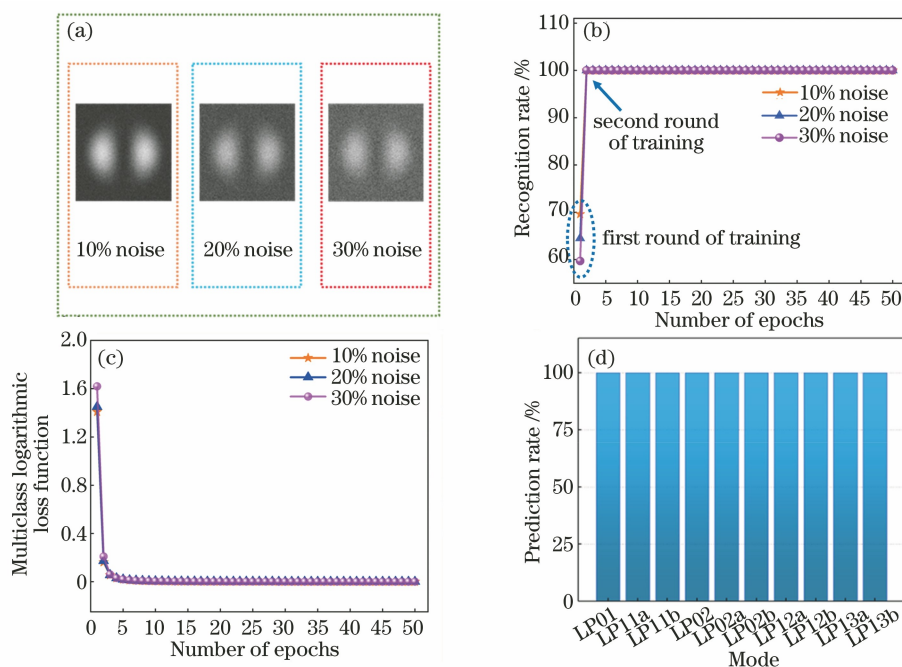 (a)
10% noise
20% noise
30% noise
(b)
Recognition rate /%
100
90
80
70
60
10% noise
20% noise
30% noise
second round
of training
first round of training
0 5 10 15 20 25 30 35 40 45 50
Number of epochs
(c)
Multiclass logarithmic
loss function
2.0
1.6
1.2
0.8
0.4
0
10% noise
20% noise
30% noise
0 5 10 15 20 25 30 35 40 45 50
Number of epochs
(d)
Prediction rate /%
100
75
50
25
0
LP01 LP11a LP11b LP02 LP02a LP02b LP12a LP12b LP13a LP13b
Mode